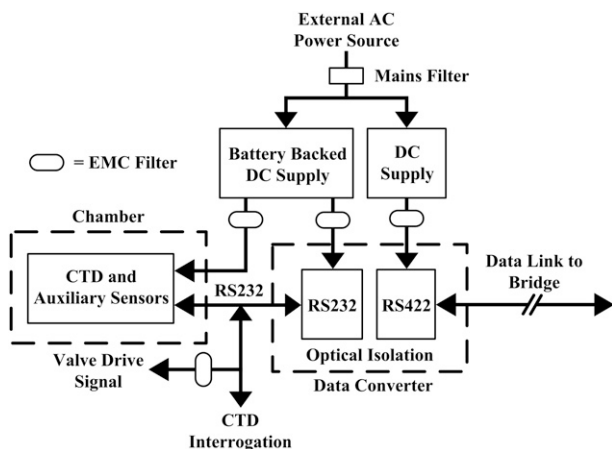 External AC
Power Source
Mains Filter
Battery Backed
DC Supply
DC
Supply
= EMC Filter
Chamber
CTD and
Auxiliary Sensors
RS232
RS232
RS422
Data Link to
Bridge
Optical Isolation
Data Converter
Valve Drive
Signal
CTD
Interrogation